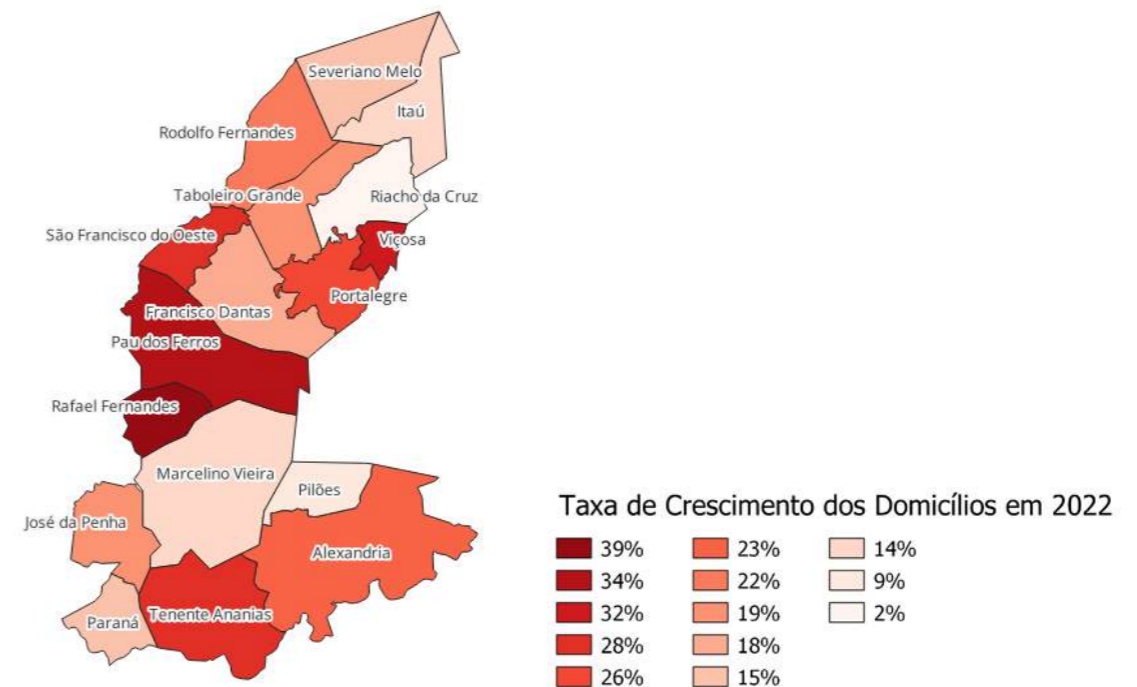 Severiano Melo
Itaú
Rodolfo Fernandes
Taboleiro Grande
Riacho da Cruz
São Francisco do Oeste
Viçosa
Portalegre
Francisco Dantas
Pau dos Ferros
Rafael Fernandes
Marcelino Vieira
Pilões
José da Penha
Alexandria
Paraná
Tenente Ananias
Taxa de Crescimento dos Domicílios em 2022
39%
34%
32%
28%
26%
23%
22%
19%
18%
15%
14%
9%
2%